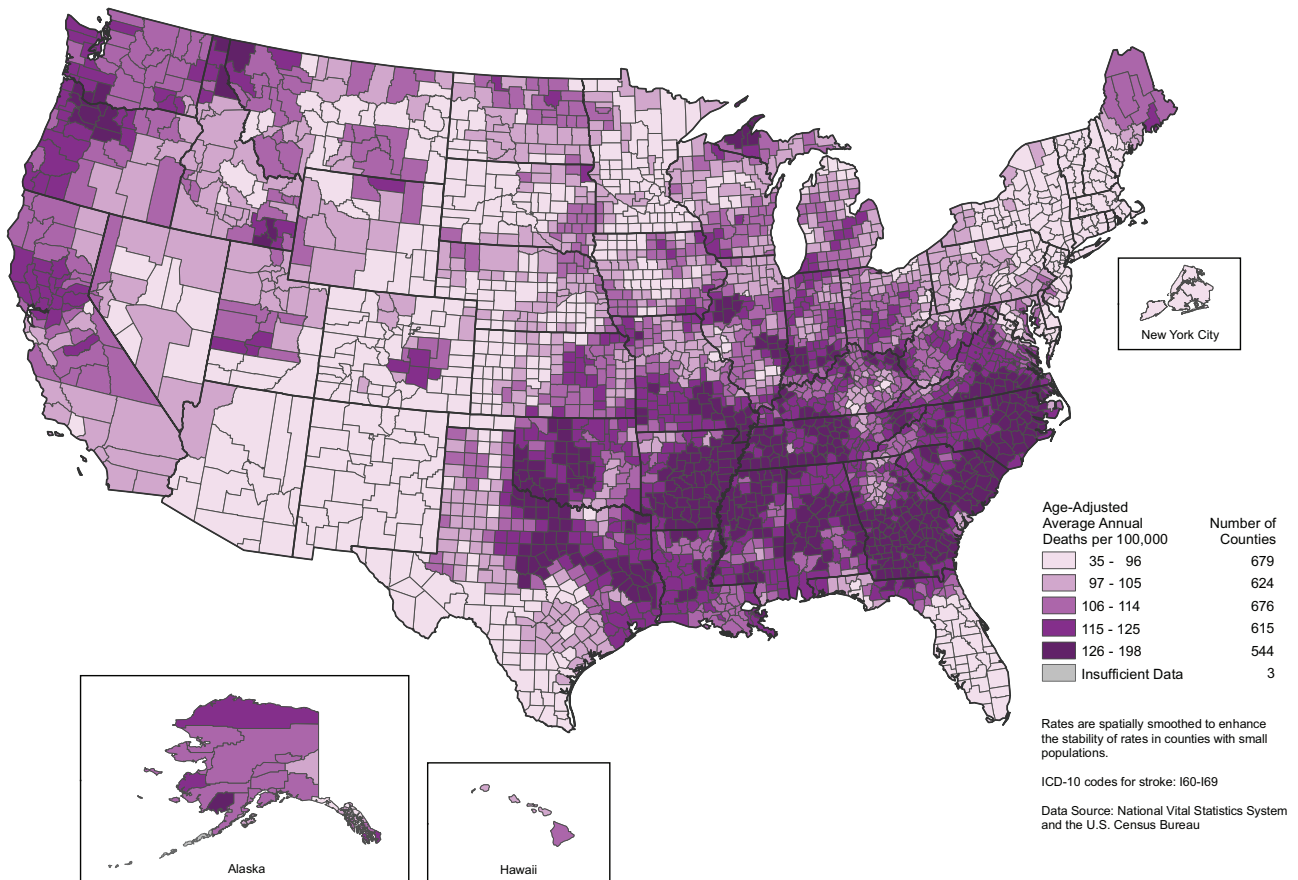 New York City
Age-Adjusted
Average Annual
Deaths per 100,000
Number of
Counties
35 - 96 679
97 - 105 624
106 - 114 676
115 - 125 615
126 - 198 544
Insufficient Data 3
Rates are spatially smoothed to enhance
the stability of rates in counties with small
populations.
ICD-10 codes for stroke: I60-I69
Data Source: National Vital Statistics System
and the U.S. Census Bureau
Alaska
Hawaii